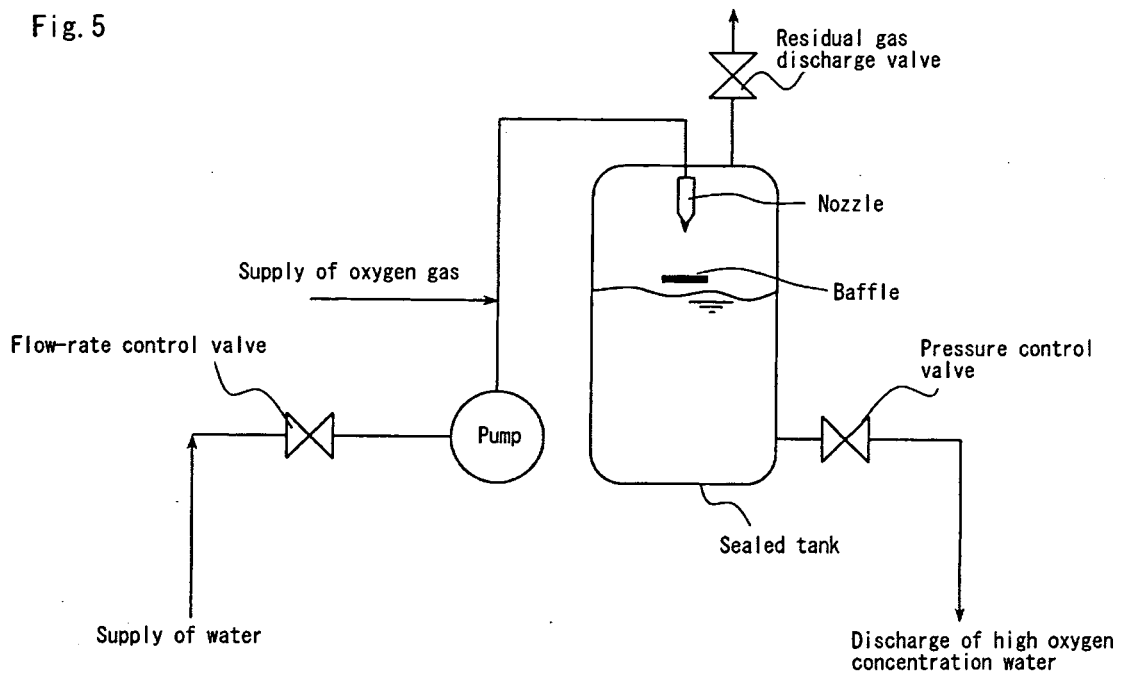 Fig. 5
Residual gas
discharge valve
Nozzle
Supply of oxygen gas
Baffle
Flow-rate control valve
Pressure control
valve
Pump
Sealed tank
Supply of water
Discharge of high oxygen
concentration water